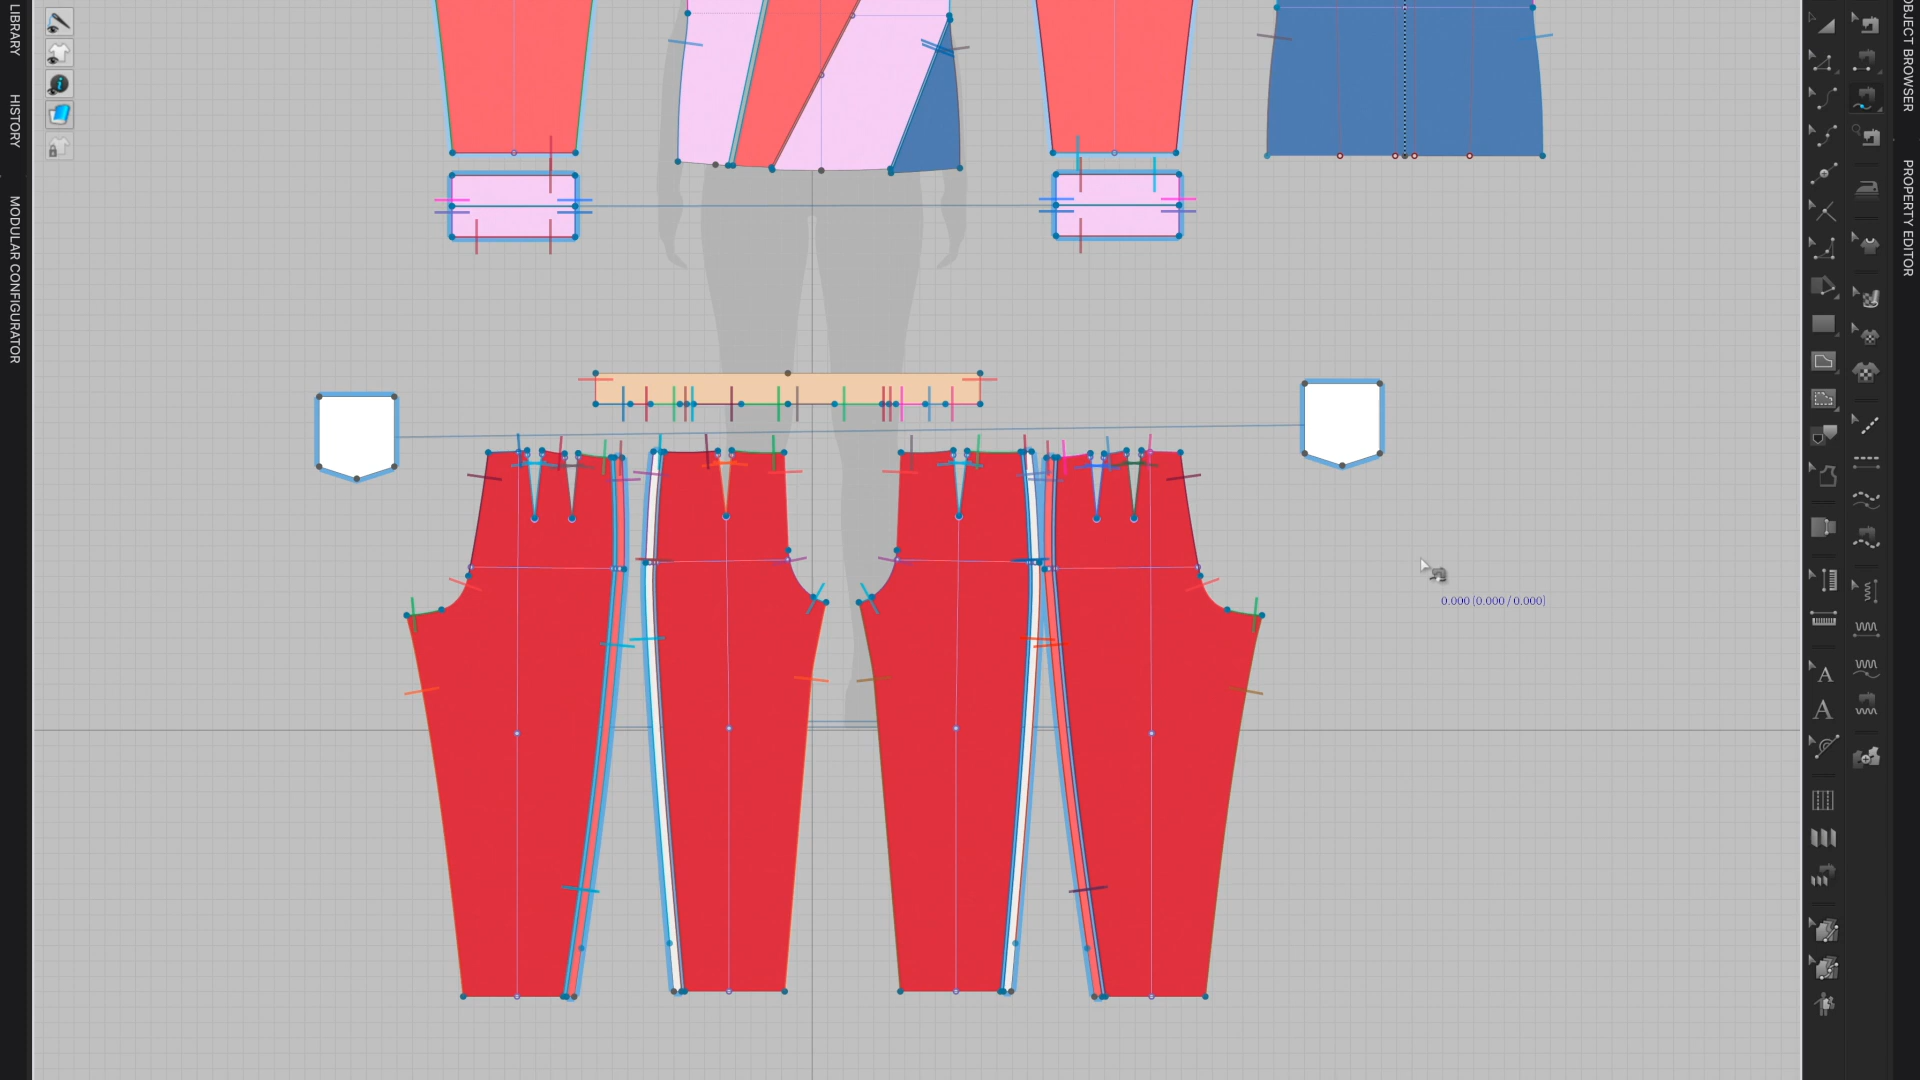 LIBRARY
HISTORY
MODULAR CONFIGURATOR
OBJECT BROWSER
PROPERTY EDITOR
0.000 (0.000 / 0.000)
A
A